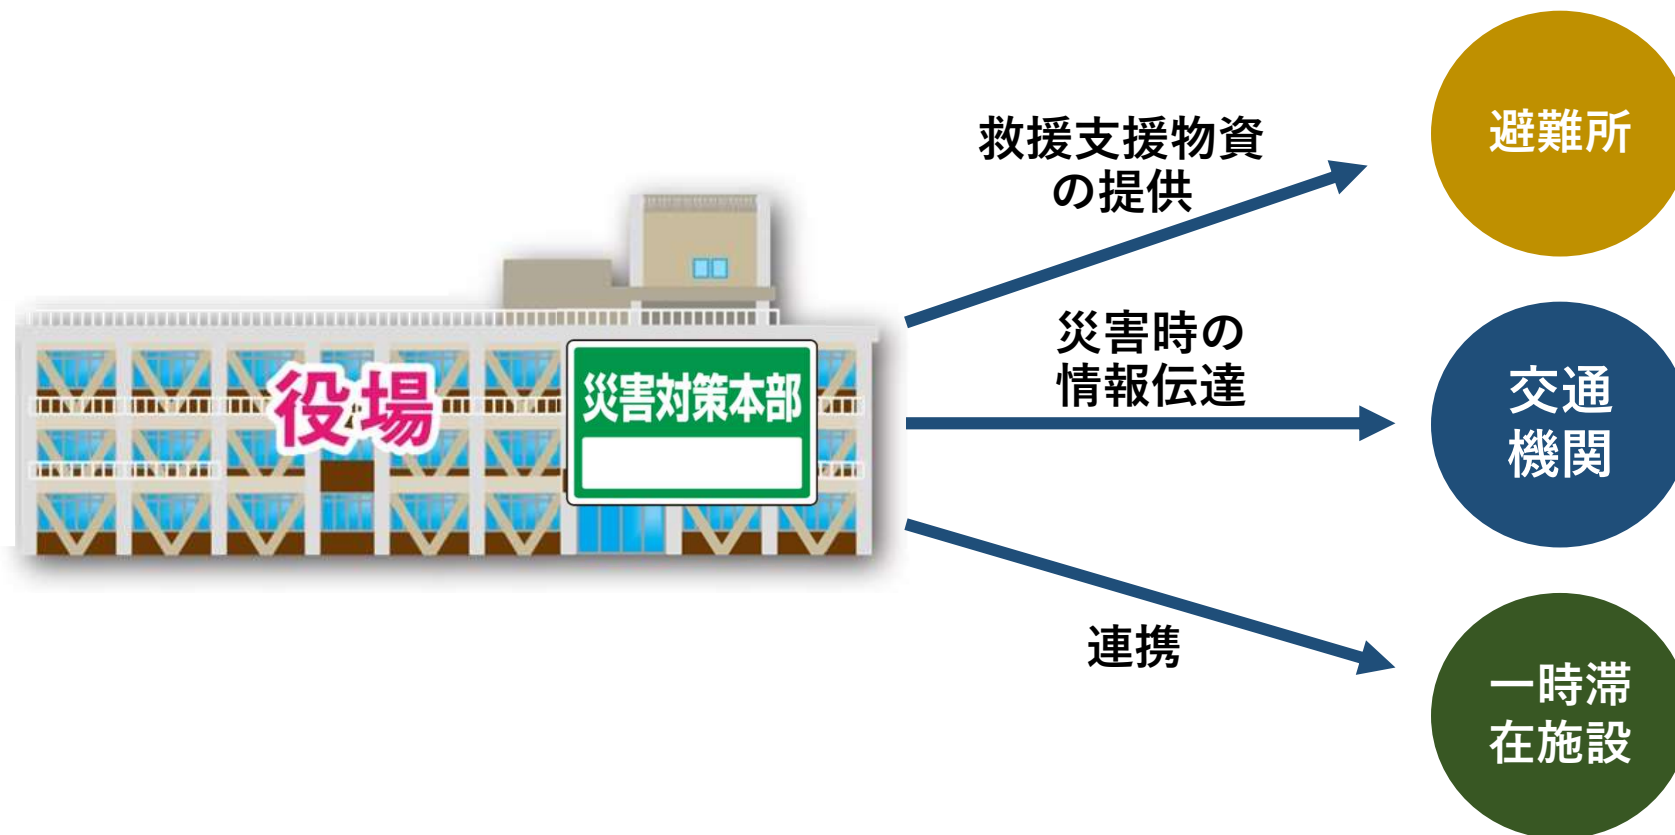 役場
災害対策本部
救援支援物資
の提供
災害時の
情報伝達
連携
避難所
交通
機関
一時滞
在施設